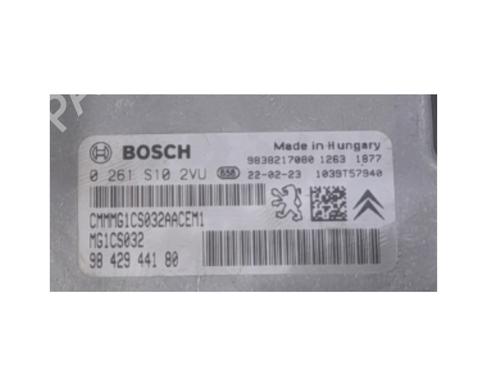 BOSCH
Made in Hungary
9838217080 1263 1877
0 261 S10 2VU 858 22-02-23 1039T57940
CMMMG1CS032AACEM1
MG1CS032
98 429 441 80